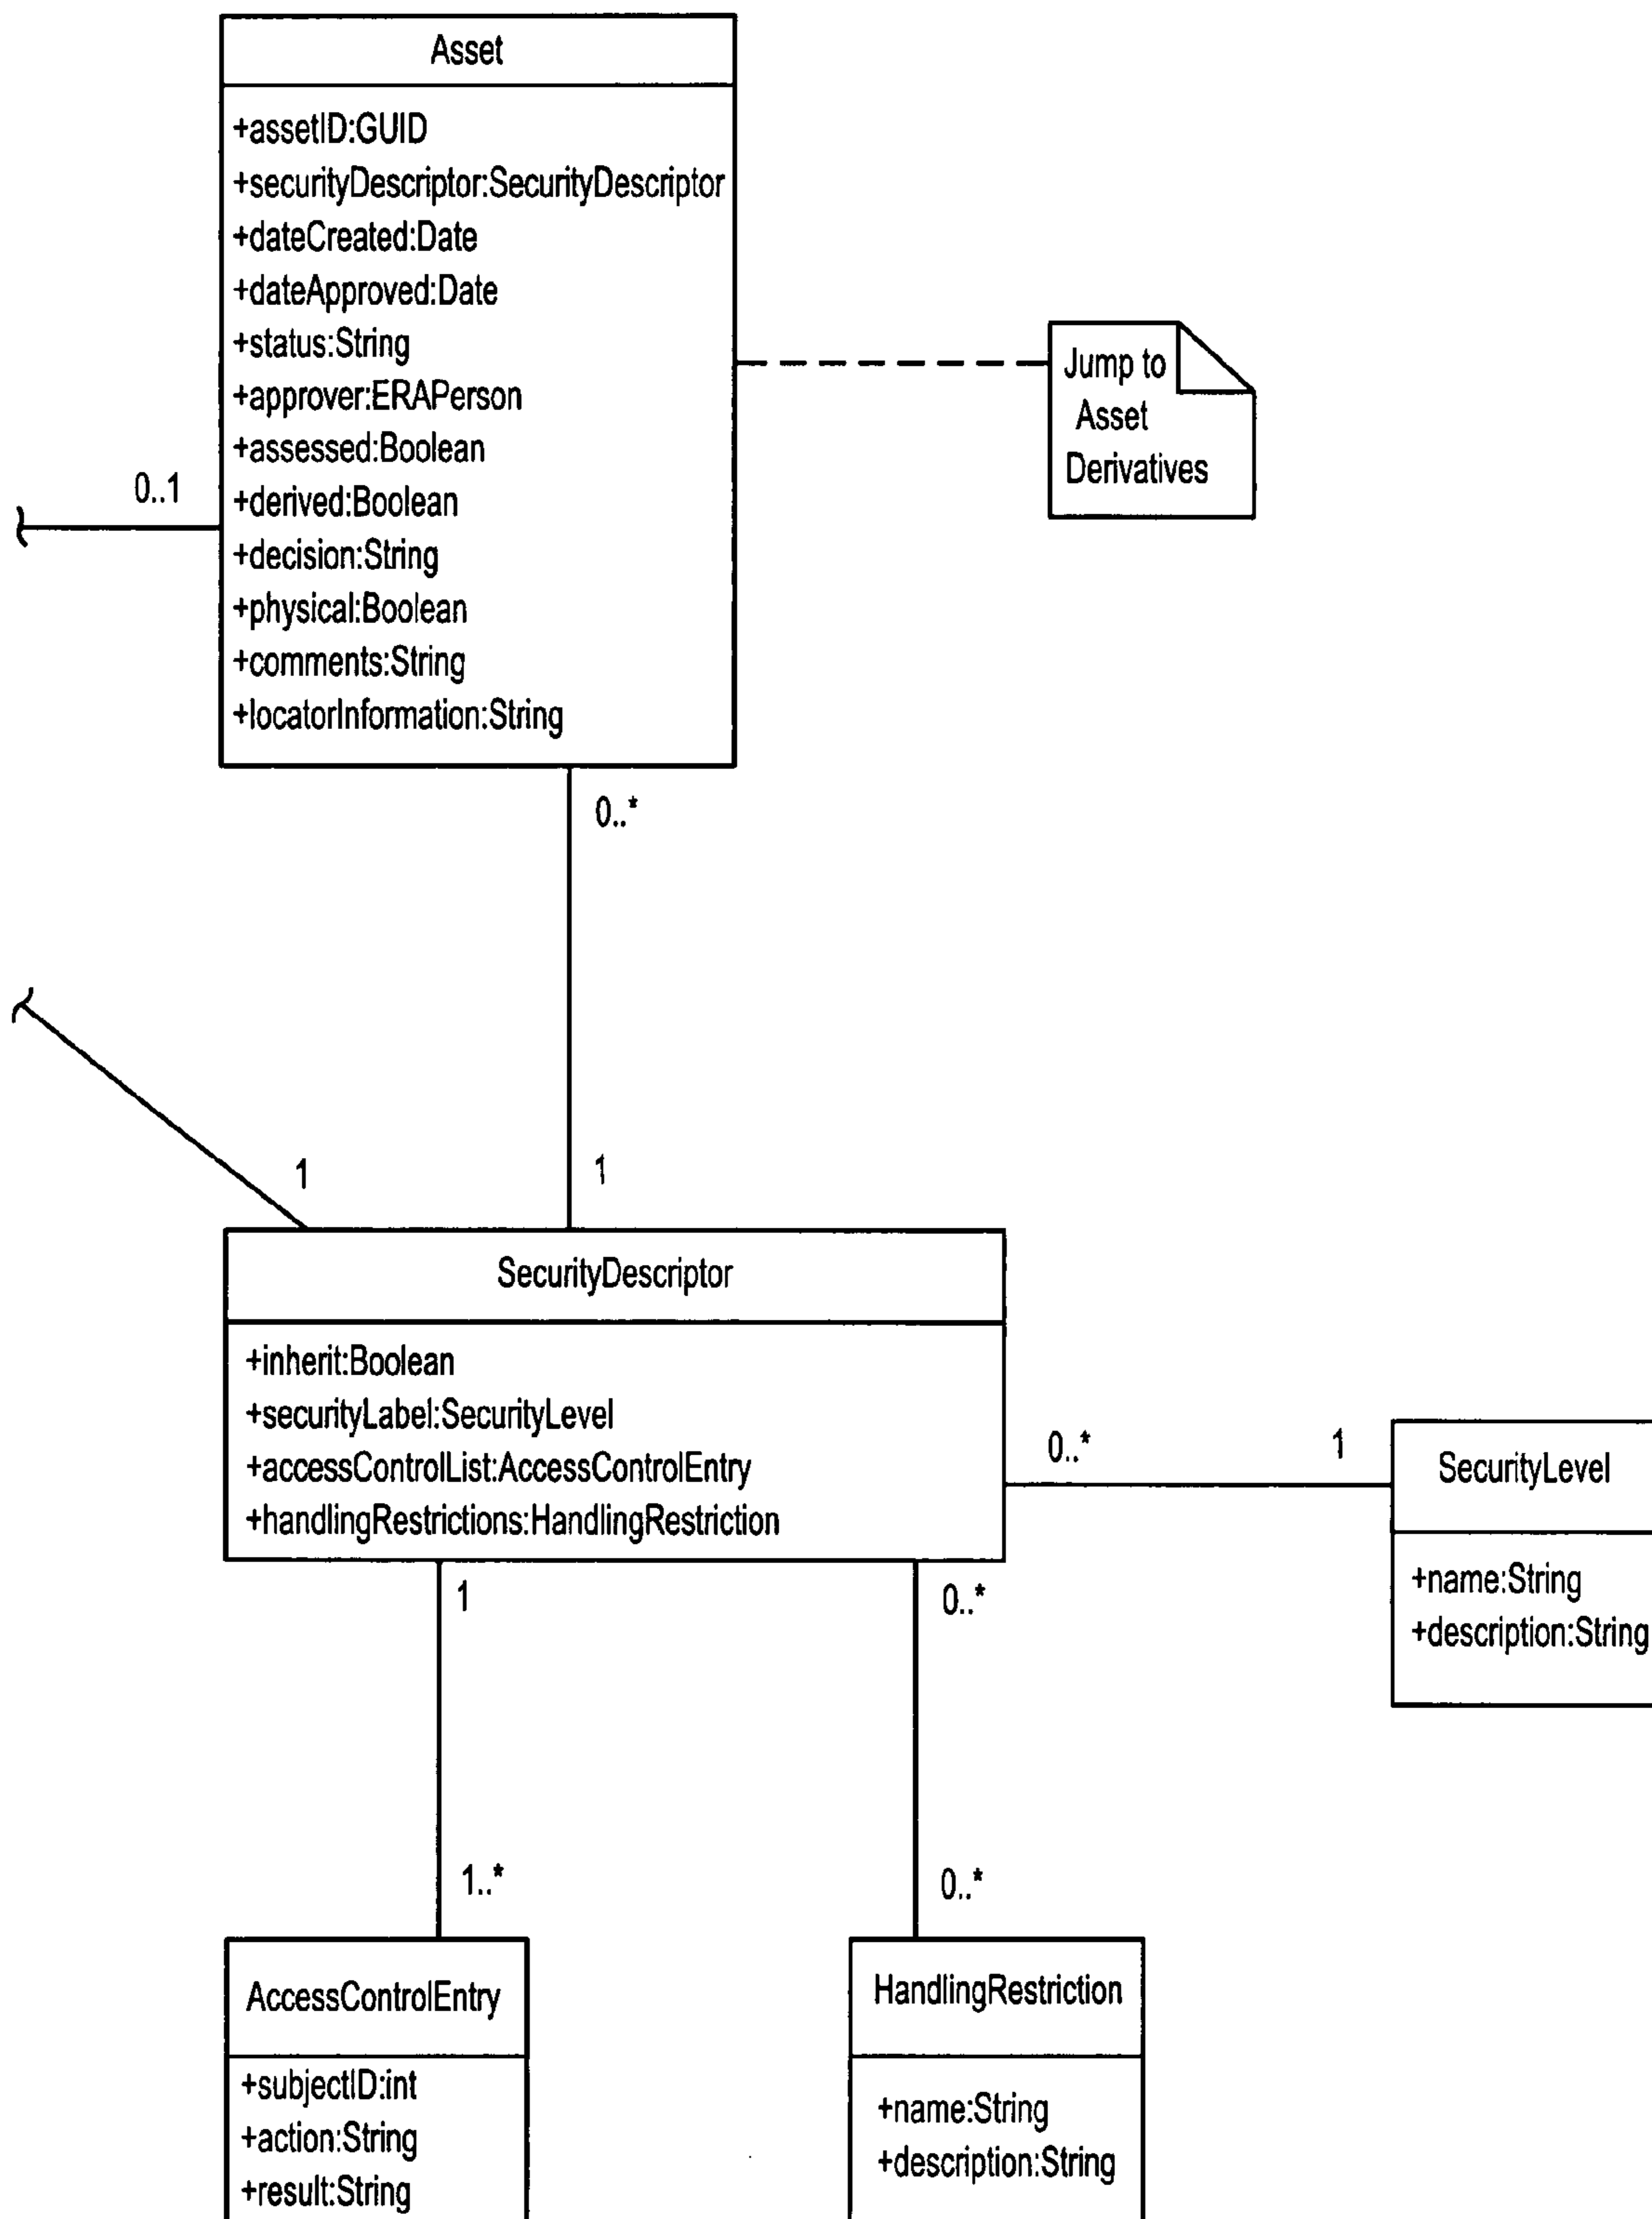 Asset
+assetID:GUID
+securityDescriptor:SecurityDescriptor
+dateCreated:Date
+dateApproved:Date
+status:String
+approver:ERAPerson
+assessed:Boolean
+derived:Boolean
+decision:String
+physical:Boolean
+comments:String
+locatorInformation:String
Jump to
Asset
Derivatives
0..1
0..*
1
1
SecurityDescriptor
+inherit:Boolean
+securityLabel:SecurityLevel
+accessControlList:AccessControlEntry
+handlingRestrictions:HandlingRestriction
0..*
1
SecurityLevel
+name:String
+description:String
1
0..*
1..*
0..*
AccessControlEntry
+subjectID:int
+action:String
+result:String
HandlingRestriction
+name:String
+description:String